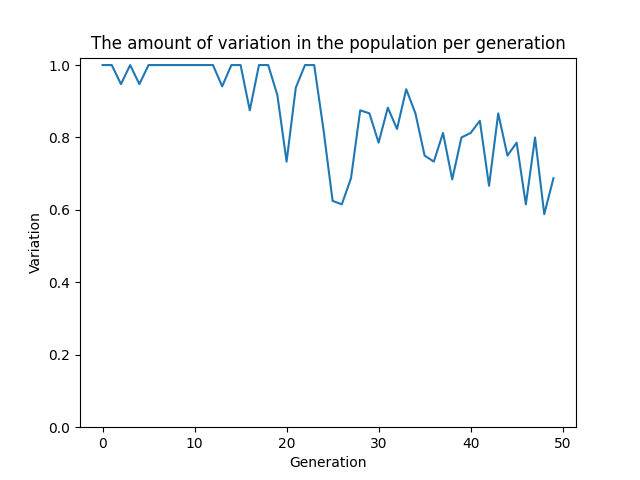 The amount of variation in the population per generation
1.0
0.8
0.6
0.4
0.2
0.0
Variation
0 10 20 30 40 50
Generation